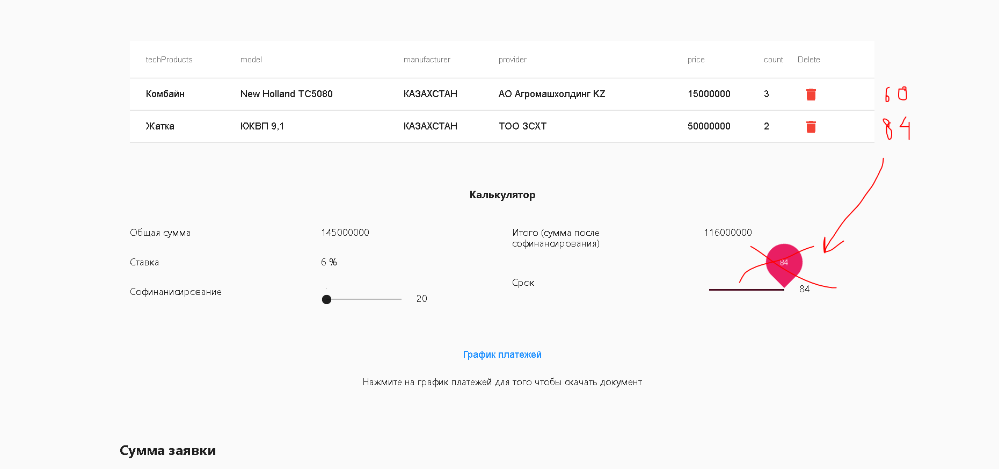 techProducts model manufacturer provider price count Delete
Комбайн New Holland TC5080 КАЗАХСТАН АО Агромашхолдинг KZ 15000000 3 60
Жатка КЖВП 9,1 КАЗАХСТАН ТОО ЗСХТ 50000000 2 84
Калькулятор
Общая сумма 145000000 Итого (сумма после
софинансирования) 116000000
Ставка 6 % 84
Срок 84
Софинанисирование 20
График платежей
Нажмите на график платежей для того чтобы скачать документ
Сумма заявки